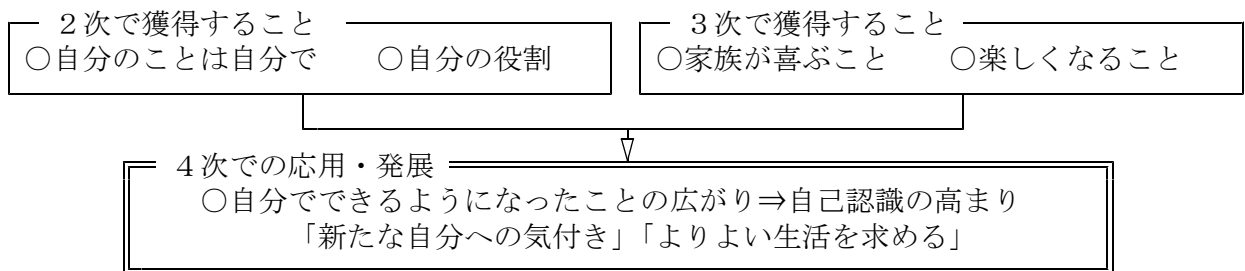 ２次で獲得すること
○自分のことは自分で　　○自分の役割
３次で獲得すること
○家族が喜ぶこと　　○楽しくなること
４次での応用・発展
○自分でできるようになったことの広がり⇒自己認識の高まり
「新たな自分への気付き」「よりよい生活を求める」